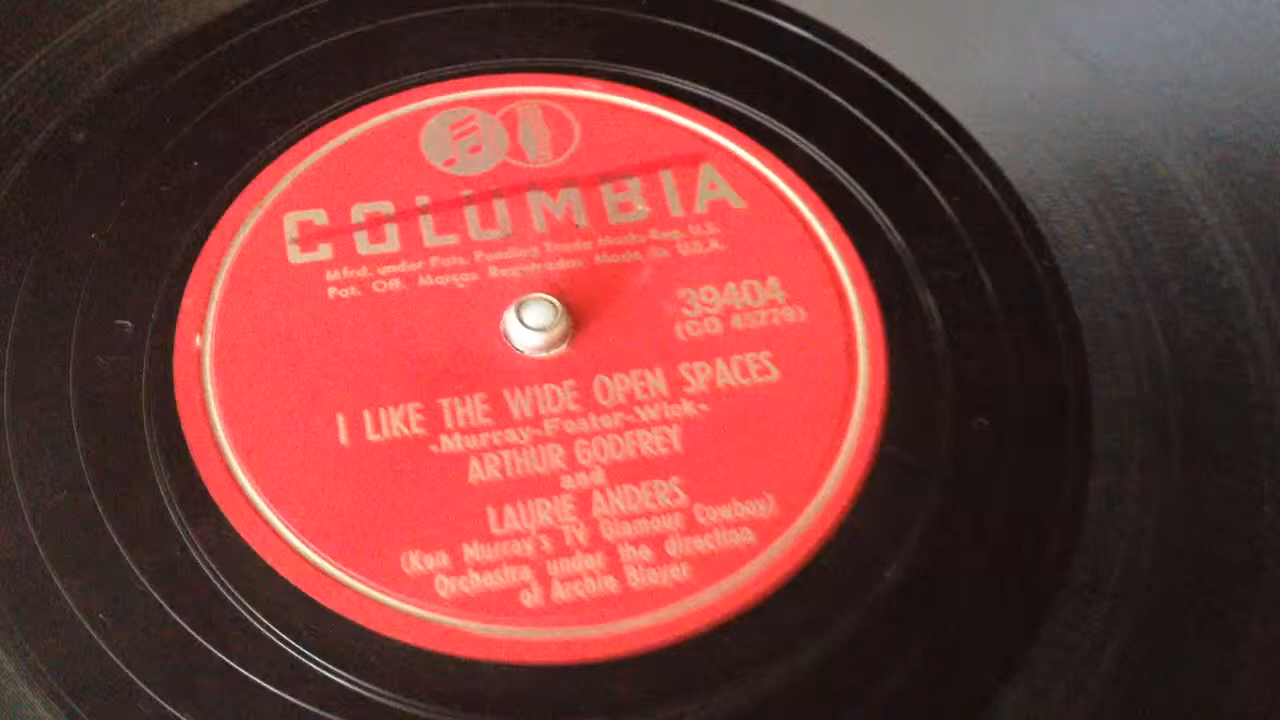 COLUMBIA
Mfrd. under Pats. Pending Trade Marks Reg. U.S.
Pat. Off. Marcas Registradas Made in U.S.A.
39404
(CO 45779)
I LIKE THE WIDE OPEN SPACES
-Murray-Foster-Wick-
ARTHUR GODFREY
and
LAURIE ANDERS
(Ken Murray's TV Glamour Cowboy)
Orchestra under the direction
of Archie Bleyer